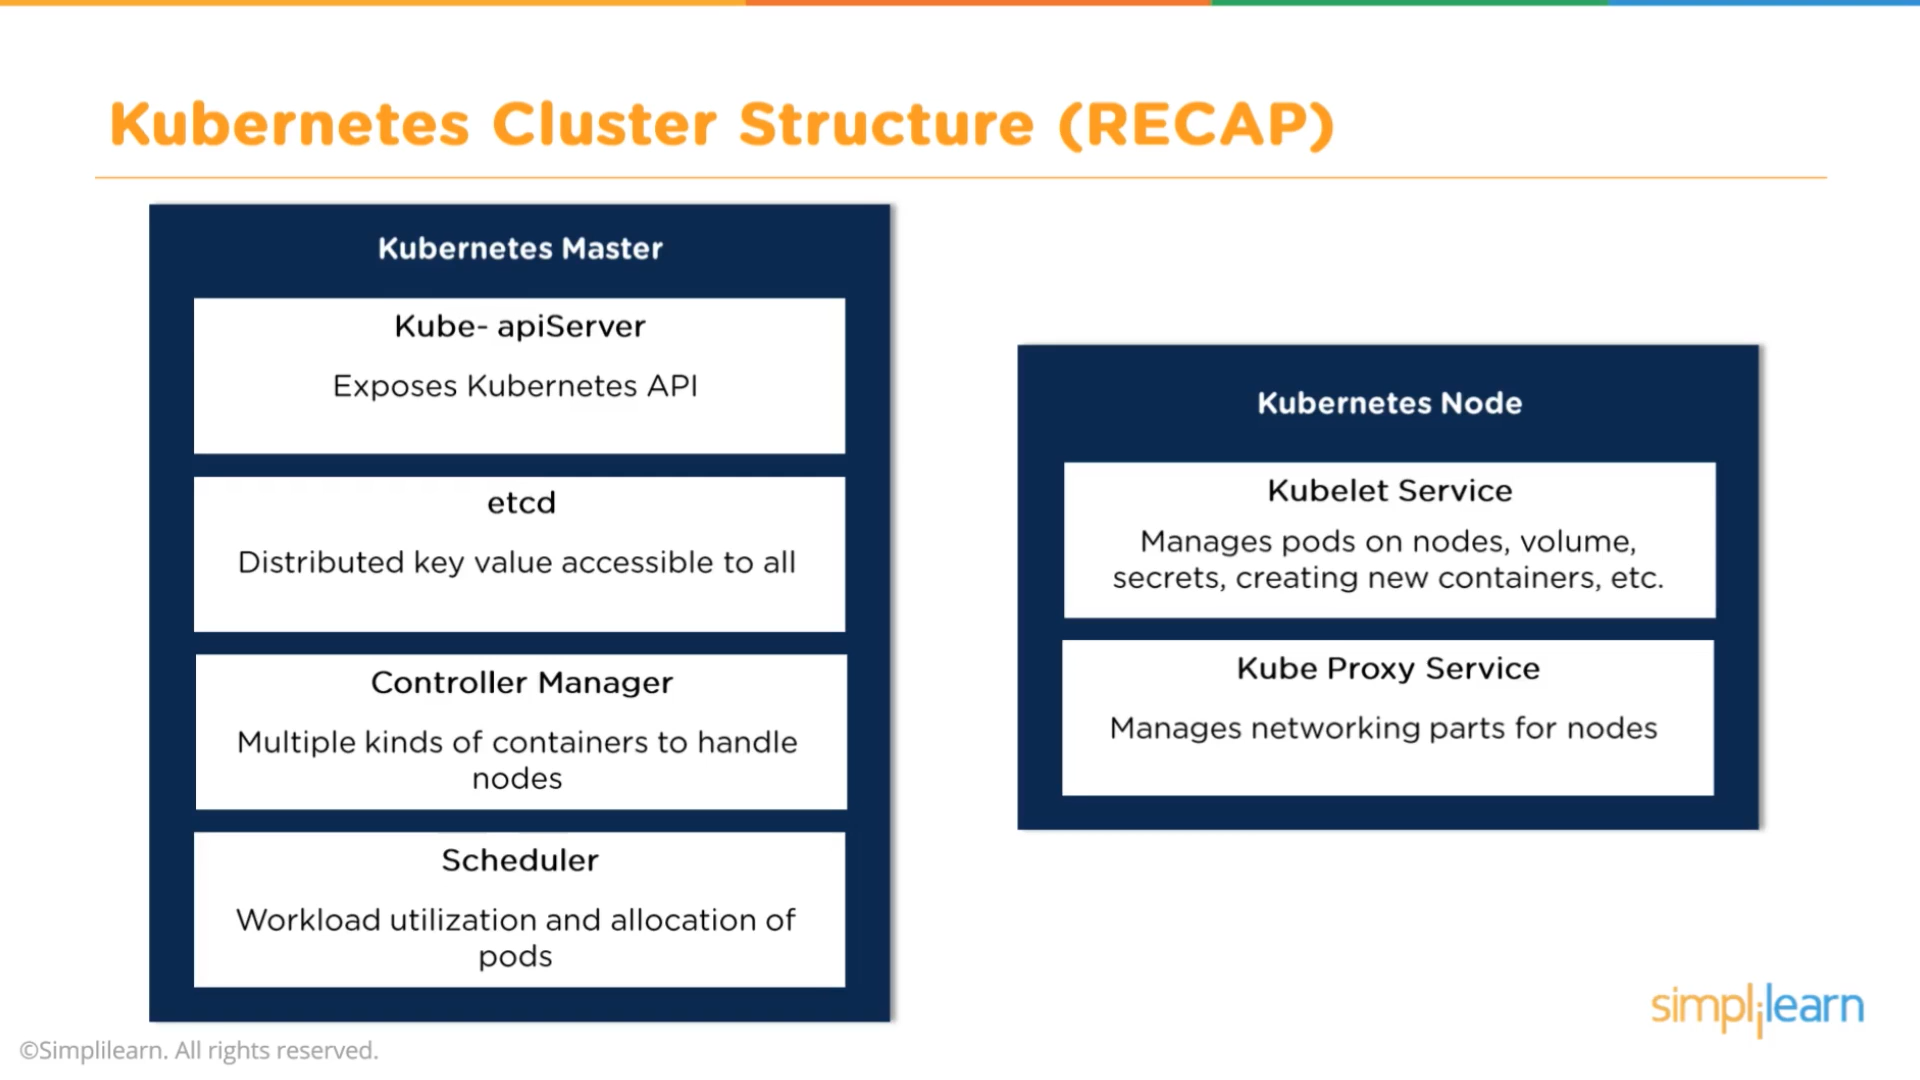 Kubernetes Cluster Structure (RECAP)
Kubernetes Master
Kube- apiServer
Exposes Kubernetes API
etcd
Distributed key value accessible to all
Controller Manager
Multiple kinds of containers to handle
nodes
Scheduler
Workload utilization and allocation of
pods
Kubernetes Node
Kubelet Service
Manages pods on nodes, volume,
secrets, creating new containers, etc.
Kube Proxy Service
Manages networking parts for nodes
simplilearn
©Simplilearn. All rights reserved.